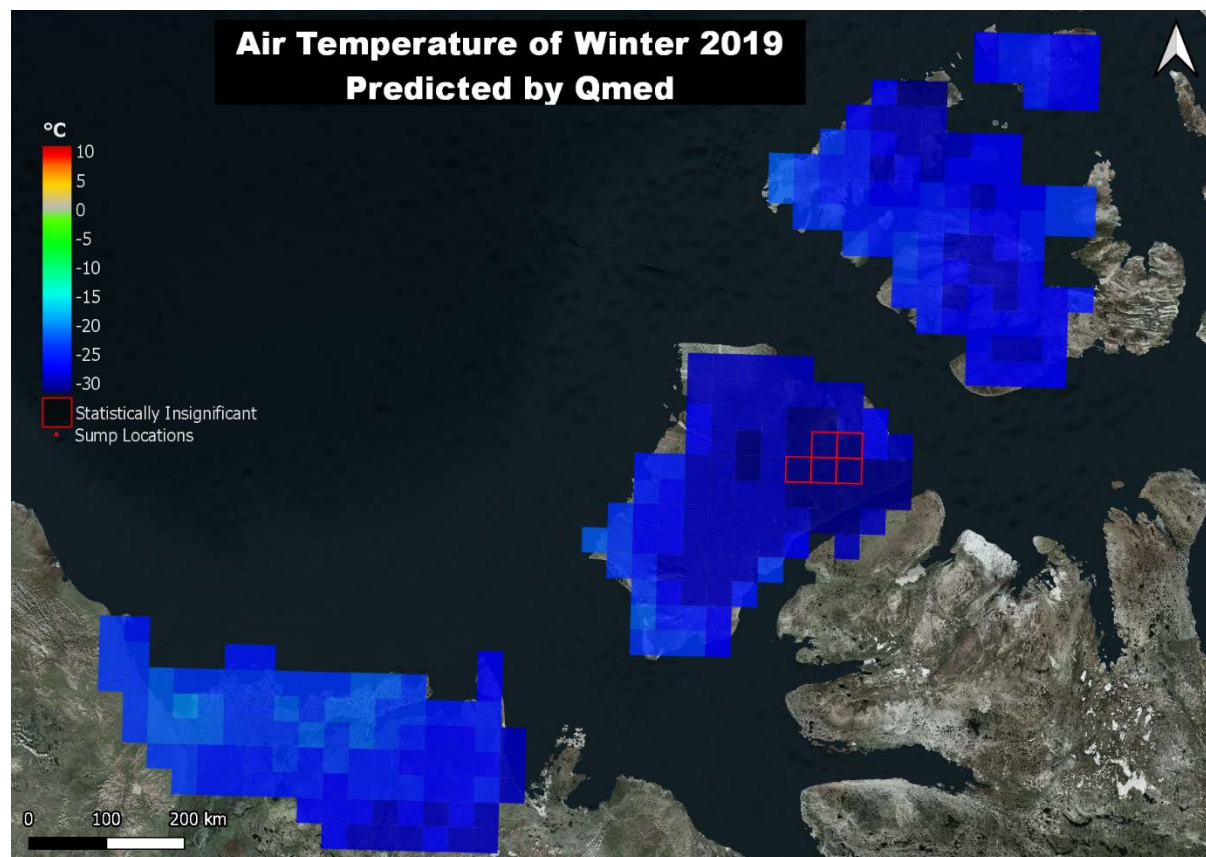 Air Temperature of Winter 2019
Predicted by Qmed
°C
10
5
0
-5
-10
-15
-20
-25
-30
Statistically Insignificant
Sump Locations
0 100 200 km